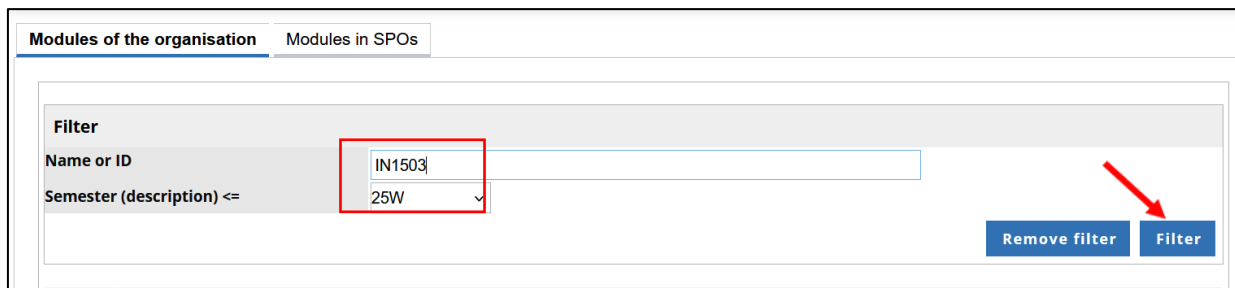 Modules of the organisation Modules in SPOs
Filter
Name or ID IN1503
Semester (description) <= 25W
Remove filter Filter